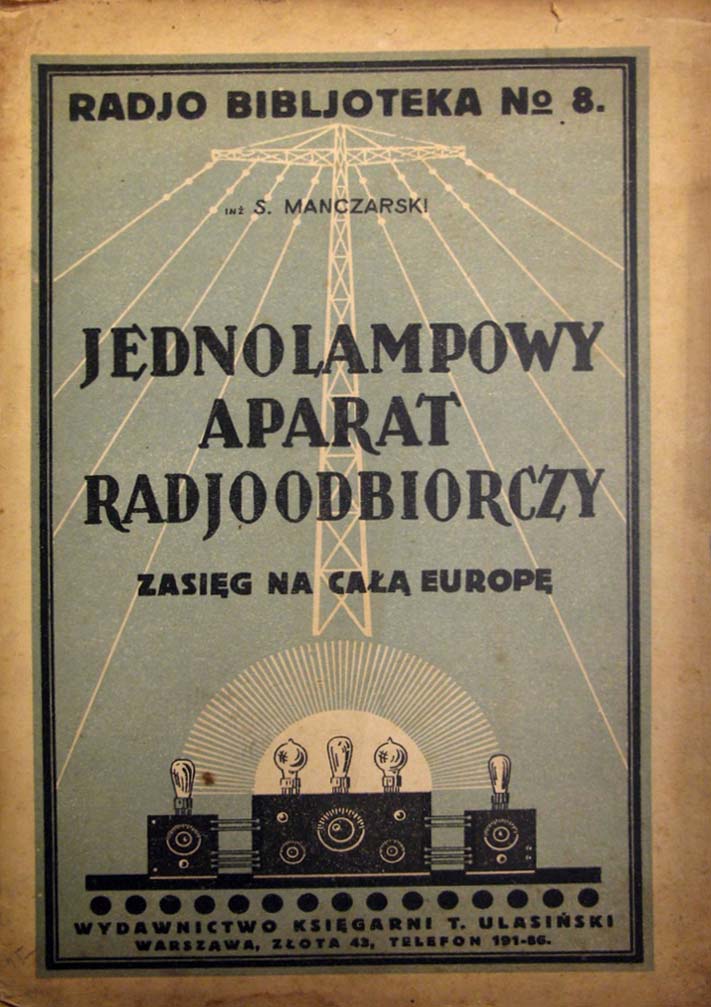 RADJO BIBLJOTEKA No 8.
INŻ S. MANCZARSKI
JEDNOLAMPOWY
APARAT
RADJOODBIORCZY
ZASIĘG NA CAŁĄ EUROPĘ
WYDAWNICTWO KSIĘGARNI T. ULASIŃSKI
WARSZAWA, ZŁOTA 43, TELEFON 191-86.